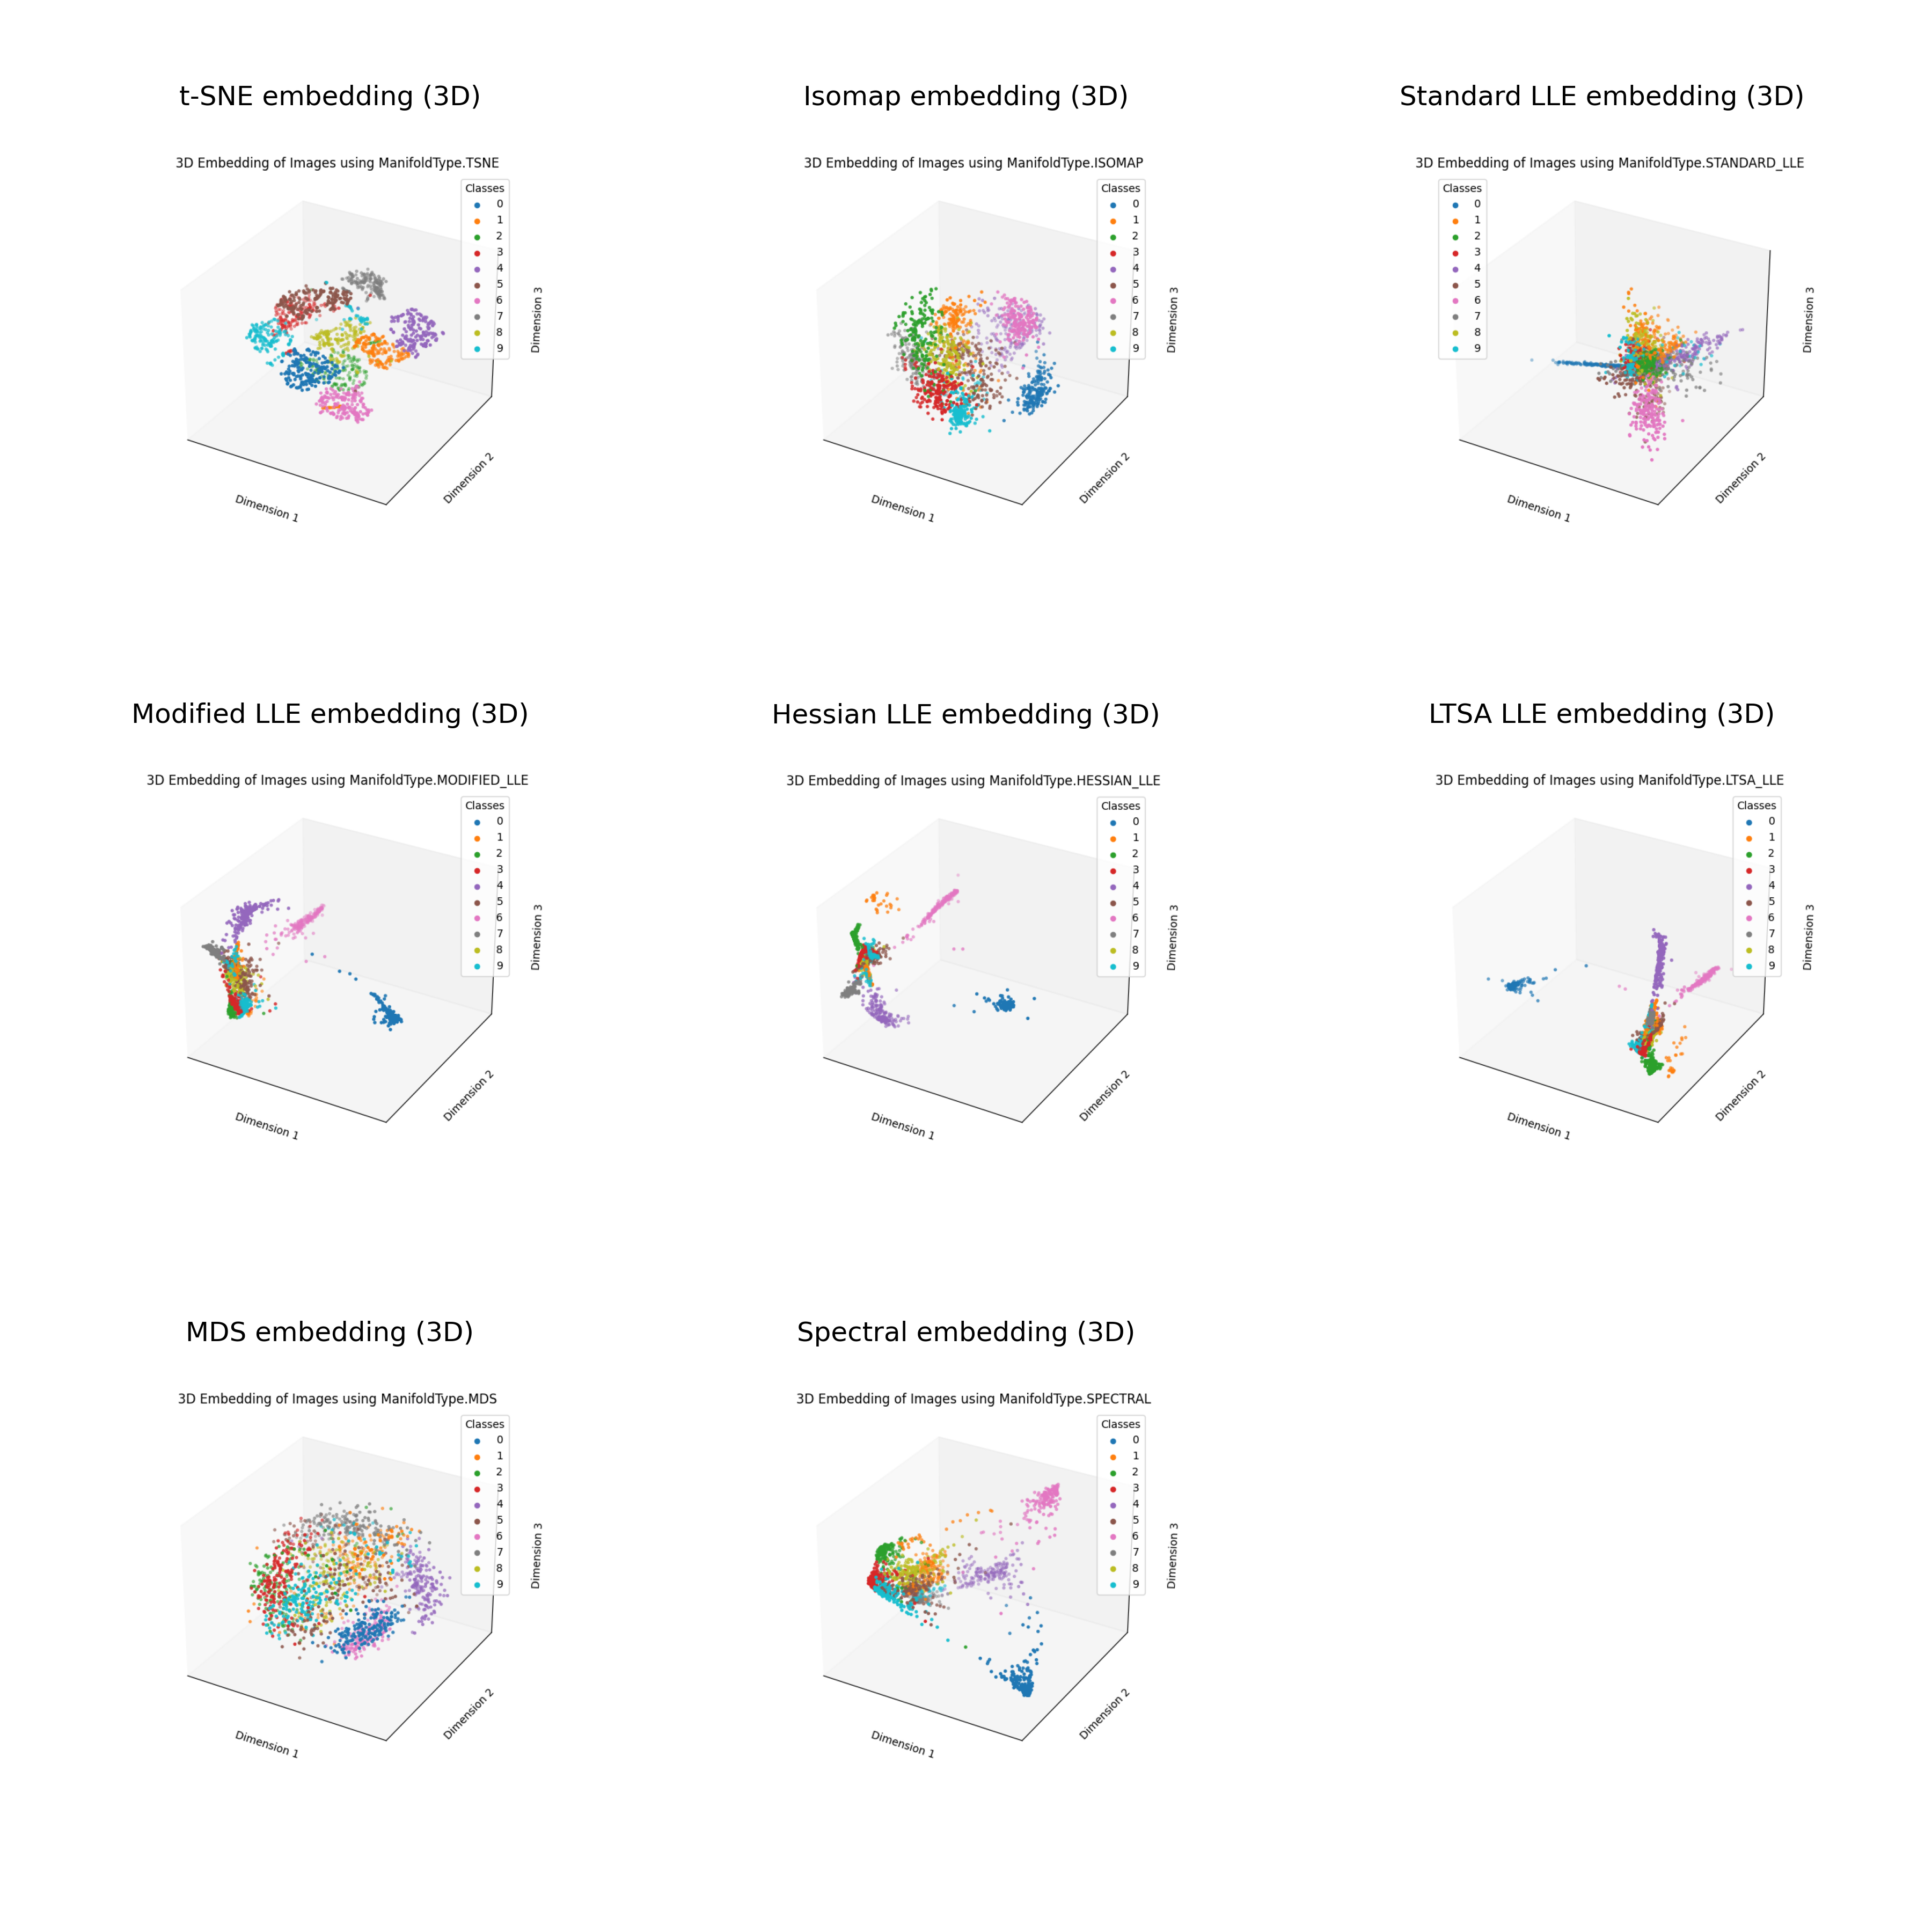 t-SNE embedding (3D)
3D Embedding of Images using ManifoldType.TSNE
Classes
0
1
2
3
4
5
6
7
8
9
Dimension 3
Dimension 2
Dimension 1
Isomap embedding (3D)
3D Embedding of Images using ManifoldType.ISOMAP
Classes
0
1
2
3
4
5
6
7
8
9
Dimension 3
Dimension 2
Dimension 1
Standard LLE embedding (3D)
3D Embedding of Images using ManifoldType.STANDARD_LLE
Classes
0
1
2
3
4
5
6
7
8
9
Dimension 3
Dimension 2
Dimension 1
Modified LLE embedding (3D)
3D Embedding of Images using ManifoldType.MODIFIED_LLE
Classes
0
1
2
3
4
5
6
7
8
9
Dimension 3
Dimension 2
Dimension 1
Hessian LLE embedding (3D)
3D Embedding of Images using ManifoldType.HESSIAN_LLE
Classes
0
1
2
3
4
5
6
7
8
9
Dimension 3
Dimension 2
Dimension 1
LTSA LLE embedding (3D)
3D Embedding of Images using ManifoldType.LTSA_LLE
Classes
0
1
2
3
4
5
6
7
8
9
Dimension 3
Dimension 2
Dimension 1
MDS embedding (3D)
3D Embedding of Images using ManifoldType.MDS
Classes
0
1
2
3
4
5
6
7
8
9
Dimension 3
Dimension 2
Dimension 1
Spectral embedding (3D)
3D Embedding of Images using ManifoldType.SPECTRAL
Classes
0
1
2
3
4
5
6
7
8
9
Dimension 3
Dimension 2
Dimension 1